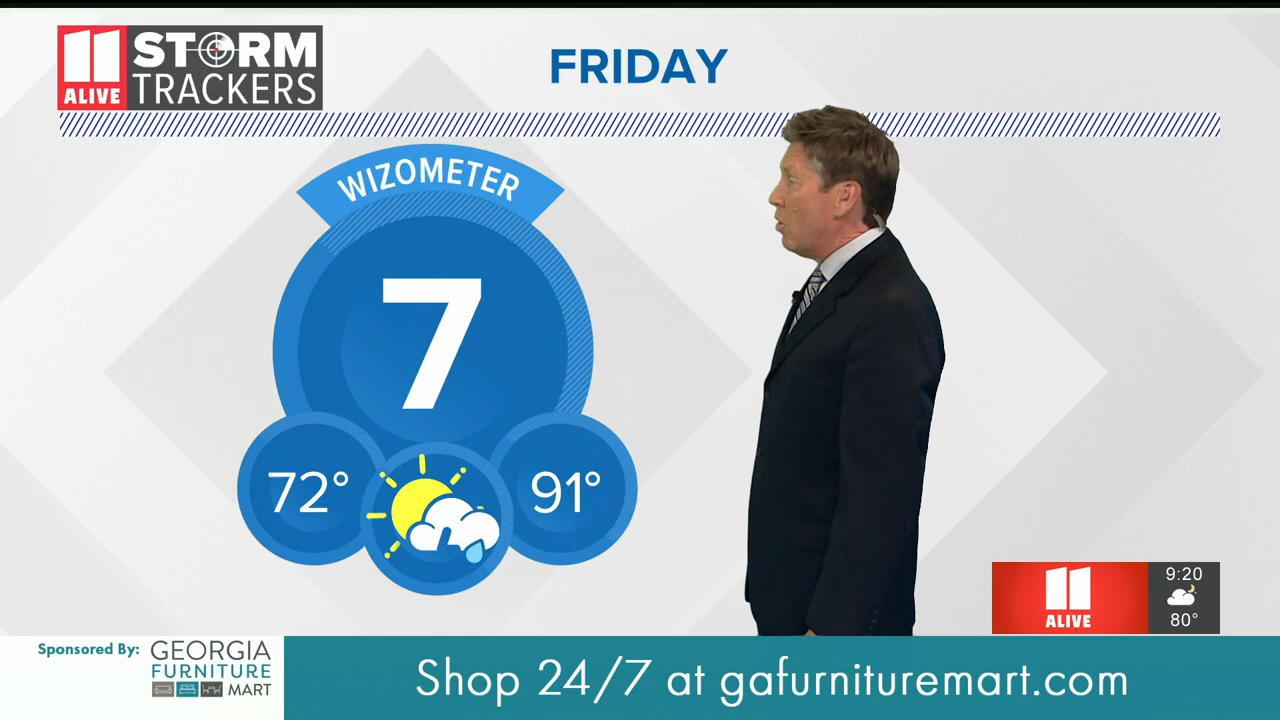 11 ALIVE
STORM TRACKERS
FRIDAY
WIZOMETER
7
72°
91°
11 ALIVE
9:20
80°
Sponsored By:
GEORGIA
FURNITURE
MART
Shop 24/7 at gafurnituremart.com